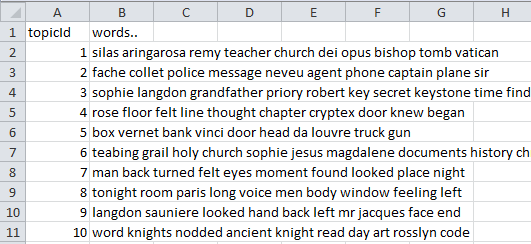 A B C D E F G H
1 topicId words..
2 1 silas aringarosa remy teacher church dei opus bishop tomb vatican
3 2 fache collet police message neveu agent phone captain plane sir
4 3 sophie langdon grandfather priory robert key secret keystone time find
5 4 rose floor felt line thought chapter cryptex door knew began
6 5 box vernet bank vinci door head da louvre truck gun
7 6 teabing grail holy church sophie jesus magdalene documents history ch
8 7 man back turned felt eyes moment found looked place night
9 8 tonight room paris long voice men body window feeling left
10 9 langdon sauniere looked hand back left mr jacques face end
11 10 word knights nodded ancient knight read day art rosslyn code